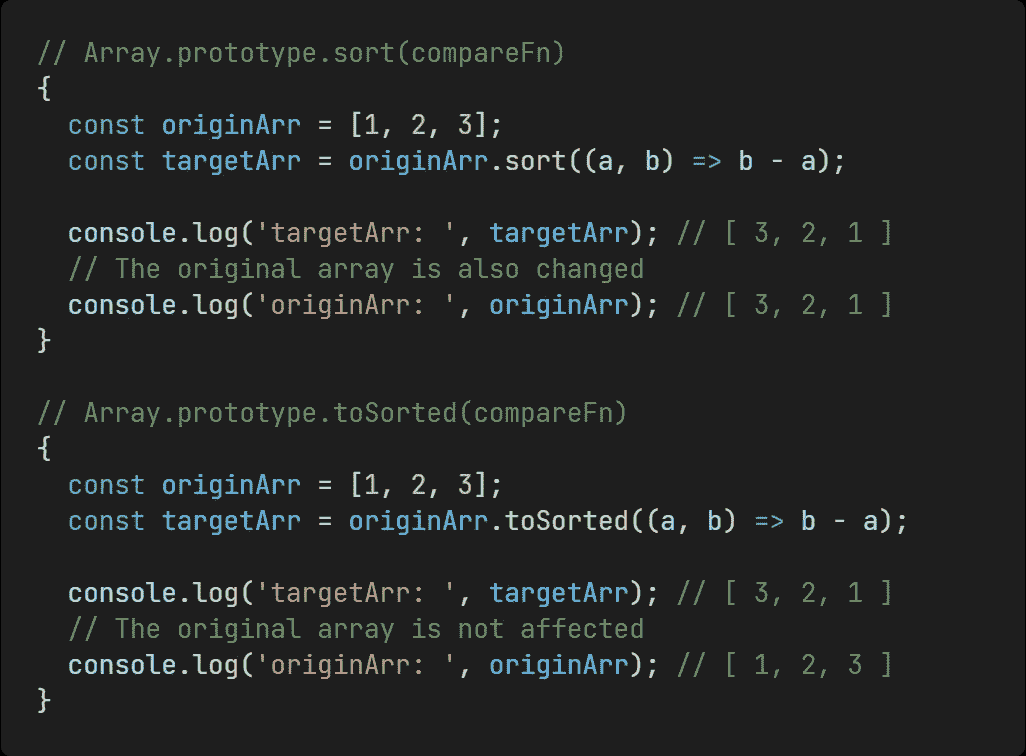 // Array.prototype.sort(compareFn)
{
  const originArr = [1, 2, 3];
  const targetArr = originArr.sort((a, b) => b - a);

  console.log('targetArr: ', targetArr); // [ 3, 2, 1 ]
  // The original array is also changed
  console.log('originArr: ', originArr); // [ 3, 2, 1 ]
}

// Array.prototype.toSorted(compareFn)
{
  const originArr = [1, 2, 3];
  const targetArr = originArr.toSorted((a, b) => b - a);

  console.log('targetArr: ', targetArr); // [ 3, 2, 1 ]
  // The original array is not affected
  console.log('originArr: ', originArr); // [ 1, 2, 3 ]
}